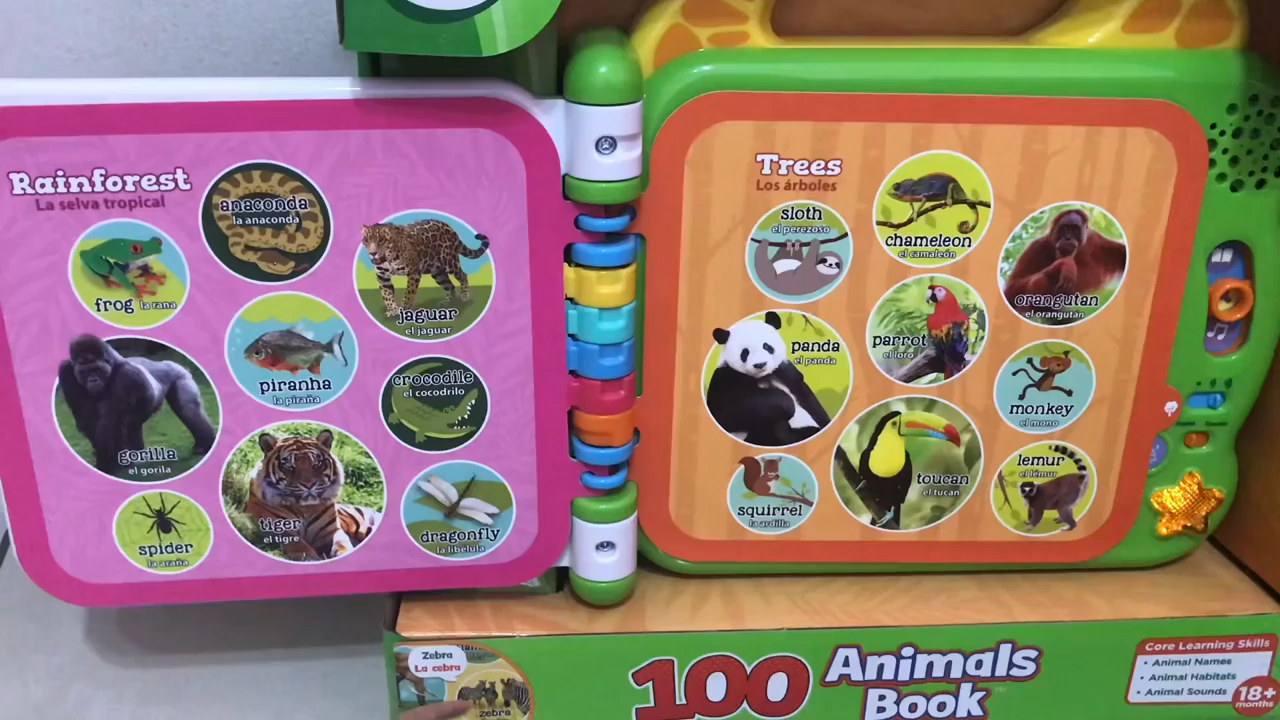 Rainforest
La selva tropical
anaconda
la anaconda
frog la rana
jaguar
el jaguar
piranha
la piraña
crocodile
el cocodrilo
gorilla
el gorila
tiger
el tigre
dragonfly
la libélula
spider
la araña
Trees
Los árboles
sloth
el perezoso
chameleon
el camaleón
orangutan
el orangután
panda
el panda
parrot
el loro
monkey
el mono
toucan
el tucán
lemur
el lémur
squirrel
la ardilla
Zebra
La cebra
zebra
100 Animals
Book
Core Learning Skills
• Animal Names
• Animal Habitats
• Animal Sounds
18+
months